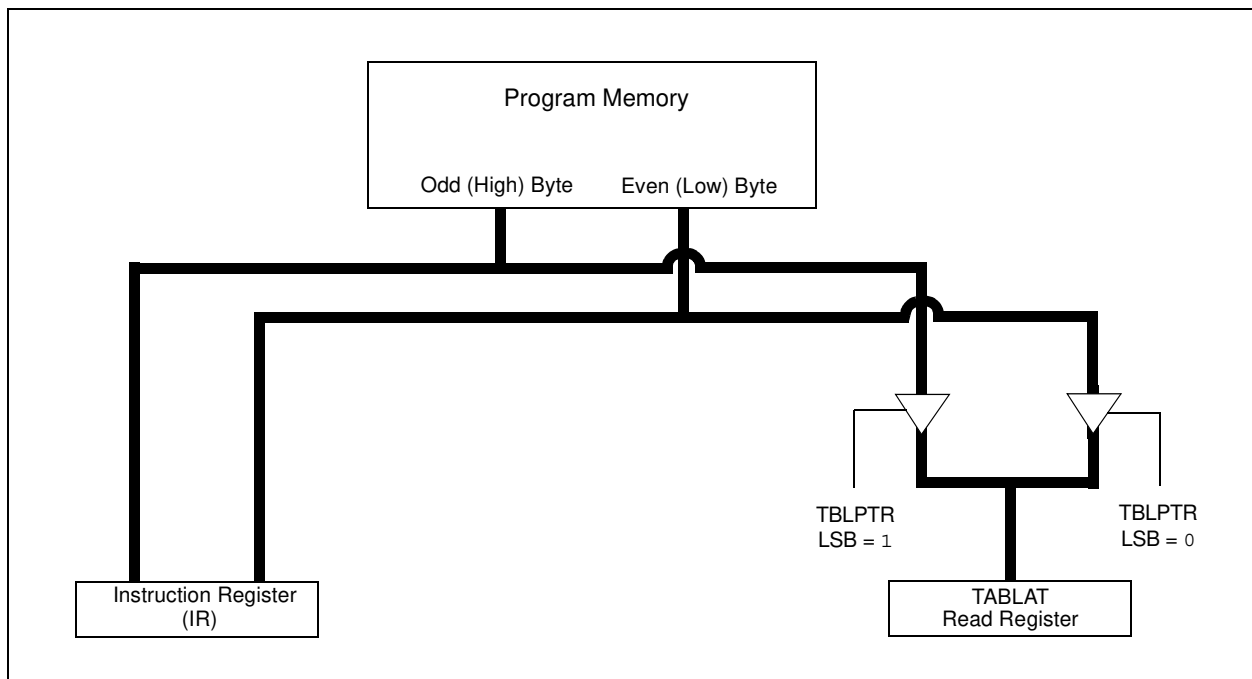 Program Memory
Odd (High) Byte
Even (Low) Byte
TBLPTR
LSB = 1
TBLPTR
LSB = 0
Instruction Register
(IR)
TABLAT
Read Register